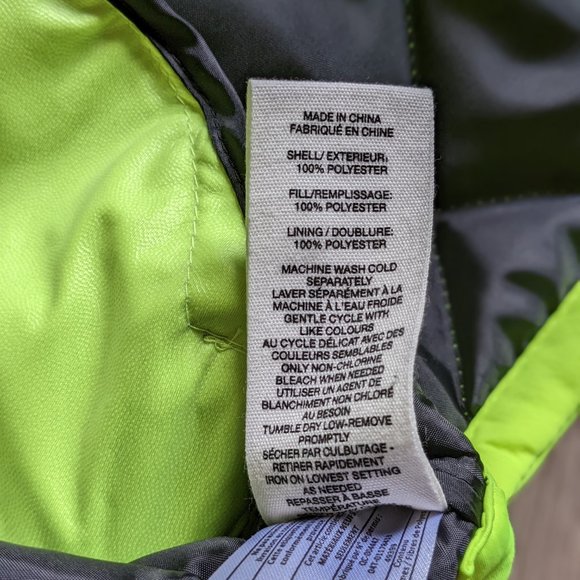 MADE IN CHINA
FABRIQUÉ EN CHINE
SHELL/ EXTERIEUR:
100% POLYESTER
FILL/REMPLISSAGE:
100% POLYESTER
LINING / DOUBLURE:
100% POLYESTER
MACHINE WASH COLD
SEPARATELY
LAVER SÉPARÉMENT À LA
MACHINE À L'EAU FROIDE
GENTLE CYCLE WITH
LIKE COLOURS
AU CYCLE DÉLICAT AVEC DES
COULEURS SEMBLABLES
ONLY NON-CHLORINE
BLEACH WHEN NEEDED
UTILISER UN AGENT DE
BLANCHIMENT NON CHLORÉ
AU BESOIN
TUMBLE DRY LOW-REMOVE
PROMPTLY
SÉCHER PAR CULBUTAGE -
RETIRER RAPIDEMENT
IRON ON LOWEST SETTING
AS NEEDED
REPASSER À BASSE
TEMPÉRATURE